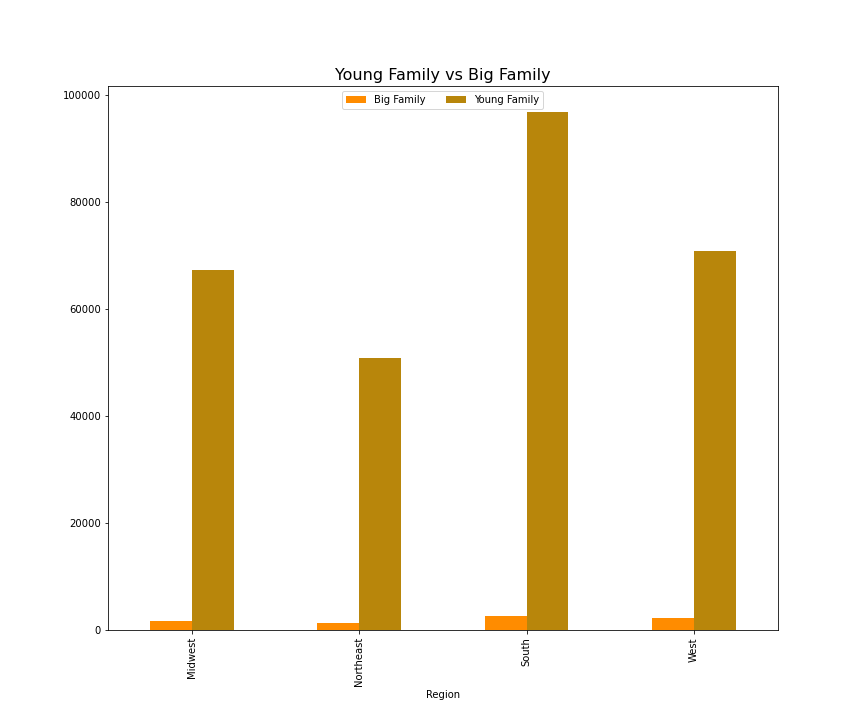 Young Family vs Big Family
Big Family Young Family
100000
80000
60000
40000
20000
0
Midwest
Northeast
South
West
Region